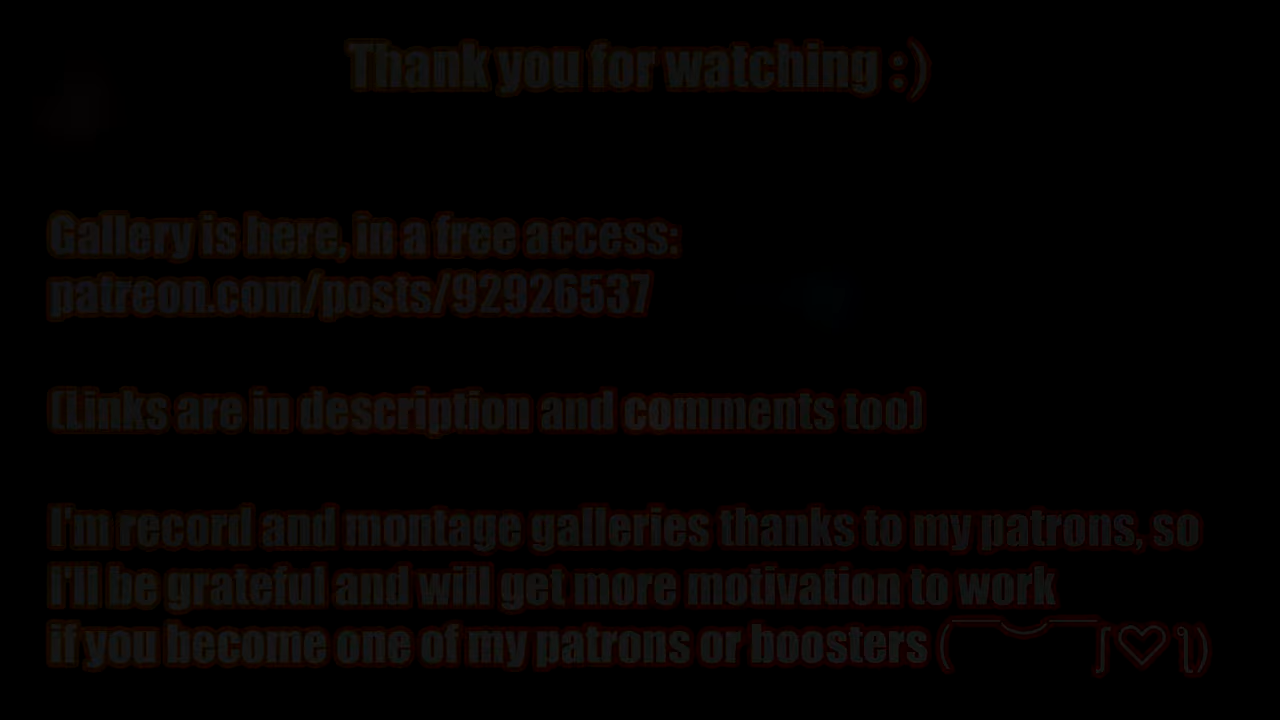 Thank you for watching :)
Gallery is here, in a free access:
patreon.com/posts/92926537
(Links are in description and comments too)
I'm record and montage galleries thanks to my patrons, so
i'll be grateful and will get more motivation to work
if you become one of my patrons or boosters (￣︶￣ʃ♡ƪ)